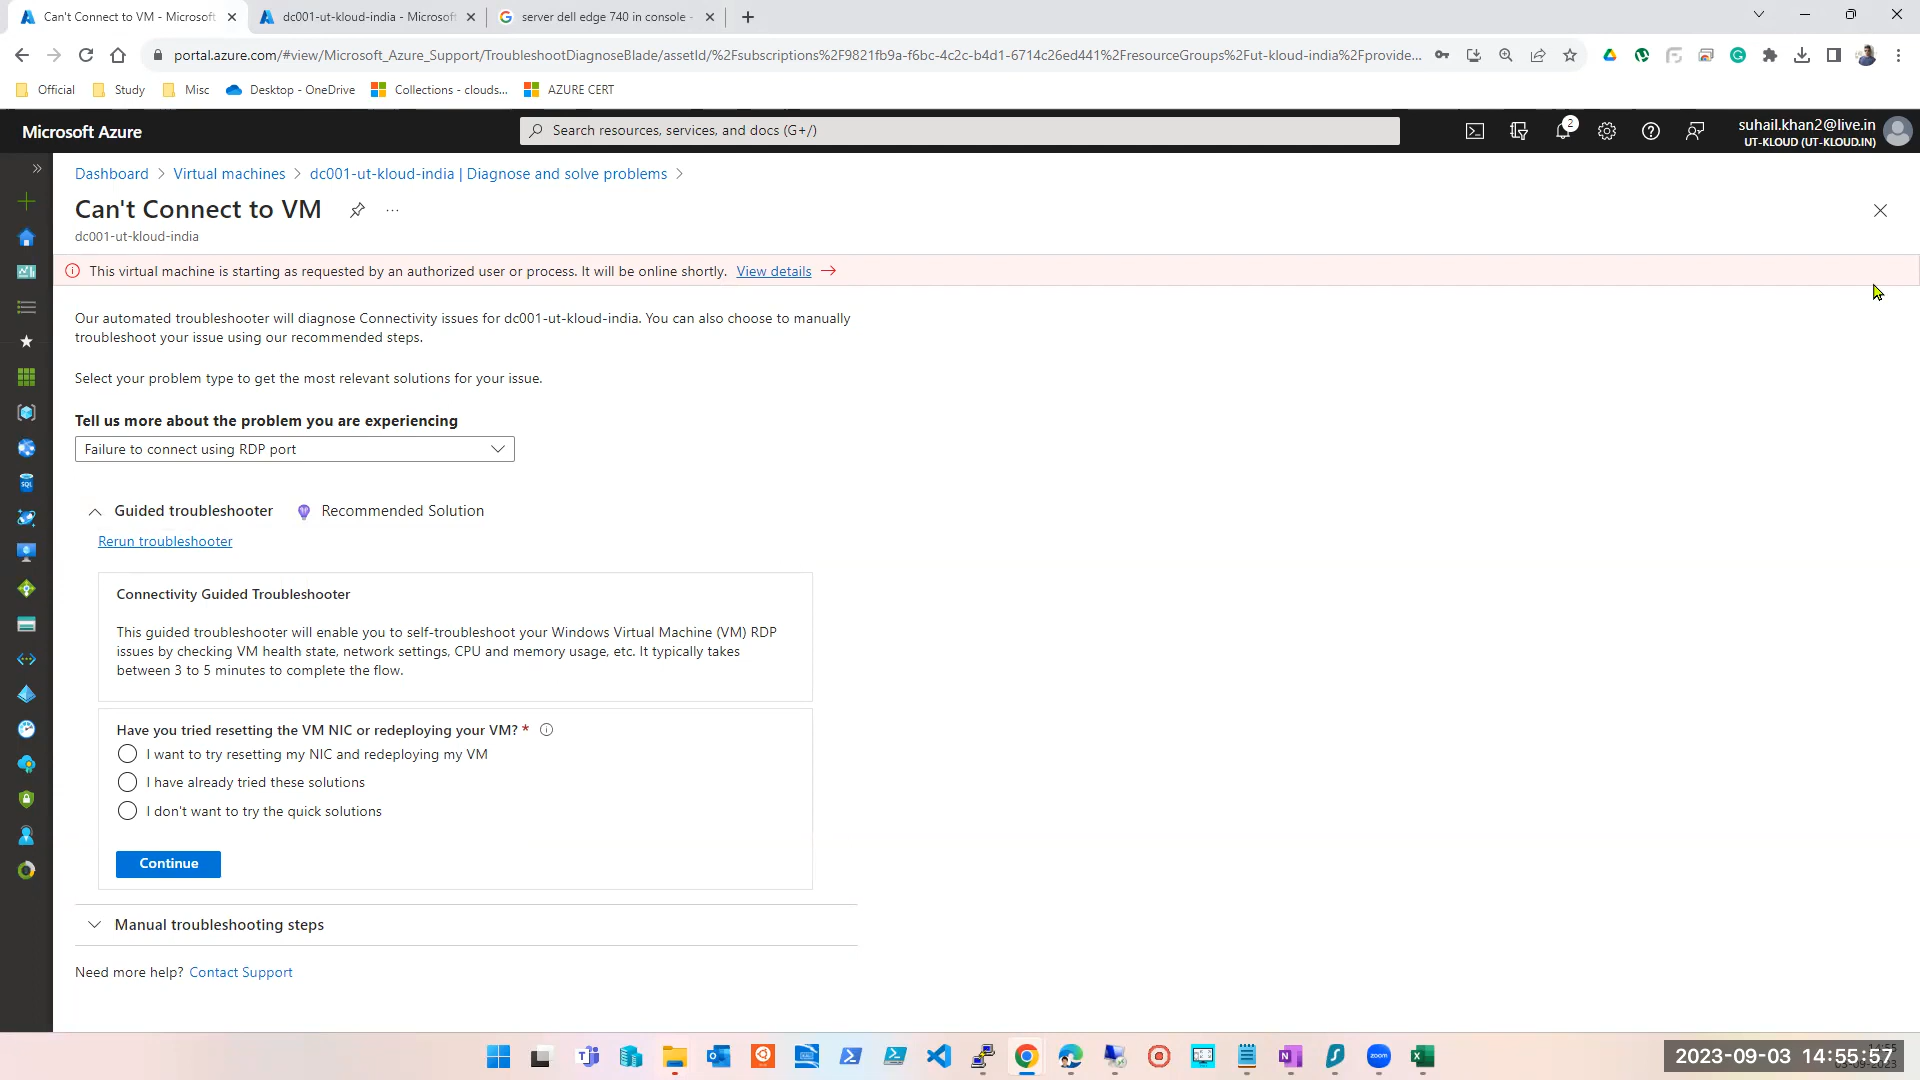 Can't Connect to VM - Microsoft
dc001-ut-kloud-india - Microsoft
server dell edge 740 in console -
portal.azure.com/#view/Microsoft_Azure_Support/TroubleshootDiagnoseBlade/assetId/%2Fsubscriptions%2F9821fb9a-f6bc-4c2c-b4d1-6714c26ed441%2FresourceGroups%2Fut-kloud-india%2Fprovide...
Official
Study
Misc
Desktop - OneDrive
Collections - clouds...
AZURE CERT
Microsoft Azure
Search resources, services, and docs (G+/)
2
suhail.khan2@live.in
UT-KLOUD (UT-KLOUD.IN)
Dashboard > Virtual machines > dc001-ut-kloud-india | Diagnose and solve problems >
Can't Connect to VM
dc001-ut-kloud-india
This virtual machine is starting as requested by an authorized user or process. It will be online shortly. View details →
Our automated troubleshooter will diagnose Connectivity issues for dc001-ut-kloud-india. You can also choose to manually
troubleshoot your issue using our recommended steps.
Select your problem type to get the most relevant solutions for your issue.
Tell us more about the problem you are experiencing
Failure to connect using RDP port
Guided troubleshooter
Recommended Solution
Rerun troubleshooter
Connectivity Guided Troubleshooter
This guided troubleshooter will enable you to self-troubleshoot your Windows Virtual Machine (VM) RDP
issues by checking VM health state, network settings, CPU and memory usage, etc. It typically takes
between 3 to 5 minutes to complete the flow.
Have you tried resetting the VM NIC or redeploying your VM? *
I want to try resetting my NIC and redeploying my VM
I have already tried these solutions
I don't want to try the quick solutions
Continue
Manual troubleshooting steps
Need more help? Contact Support
2023-09-03 14:55:57